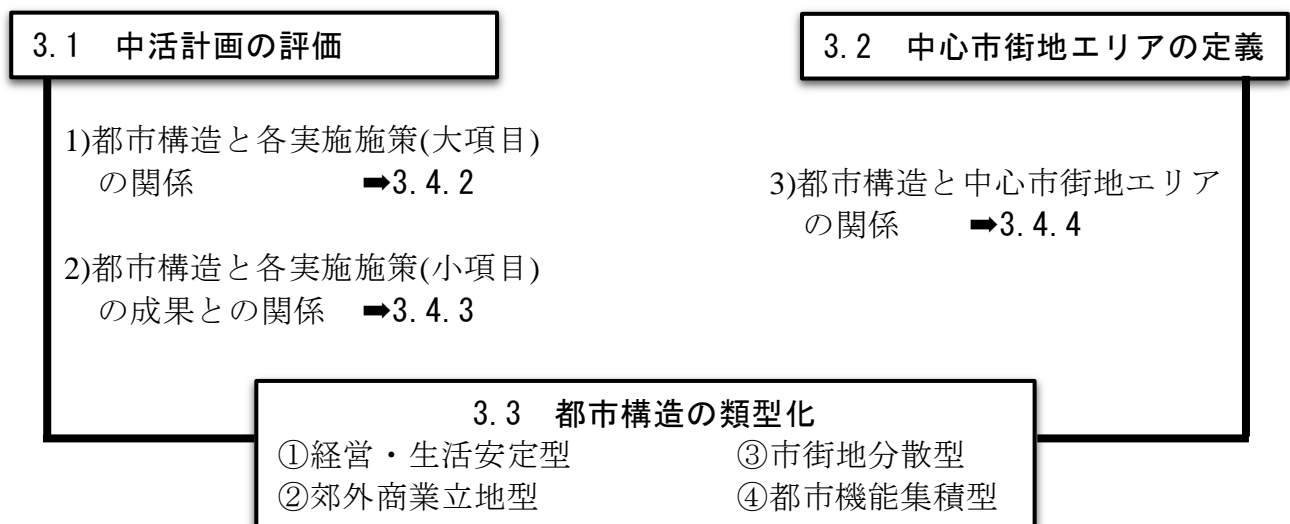 3.1 中活計画の評価
3.2 中心市街地エリアの定義
1)都市構造と各実施施策(大項目)
の関係 ➡3.4.2
2)都市構造と各実施施策(小項目)
の成果との関係 ➡3.4.3
3)都市構造と中心市街地エリア
の関係 ➡3.4.4
3.3 都市構造の類型化
①経営・生活安定型 ③市街地分散型
②郊外商業立地型 ④都市機能集積型